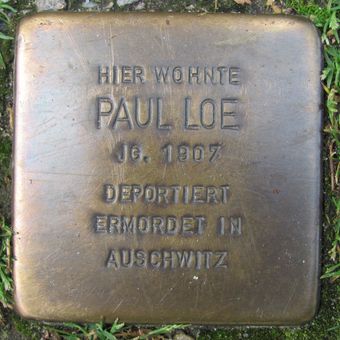 HIER WOHNTE
PAUL LOE
JG. 1907
DEPORTIERT
ERMORDET IN
AUSCHWITZ